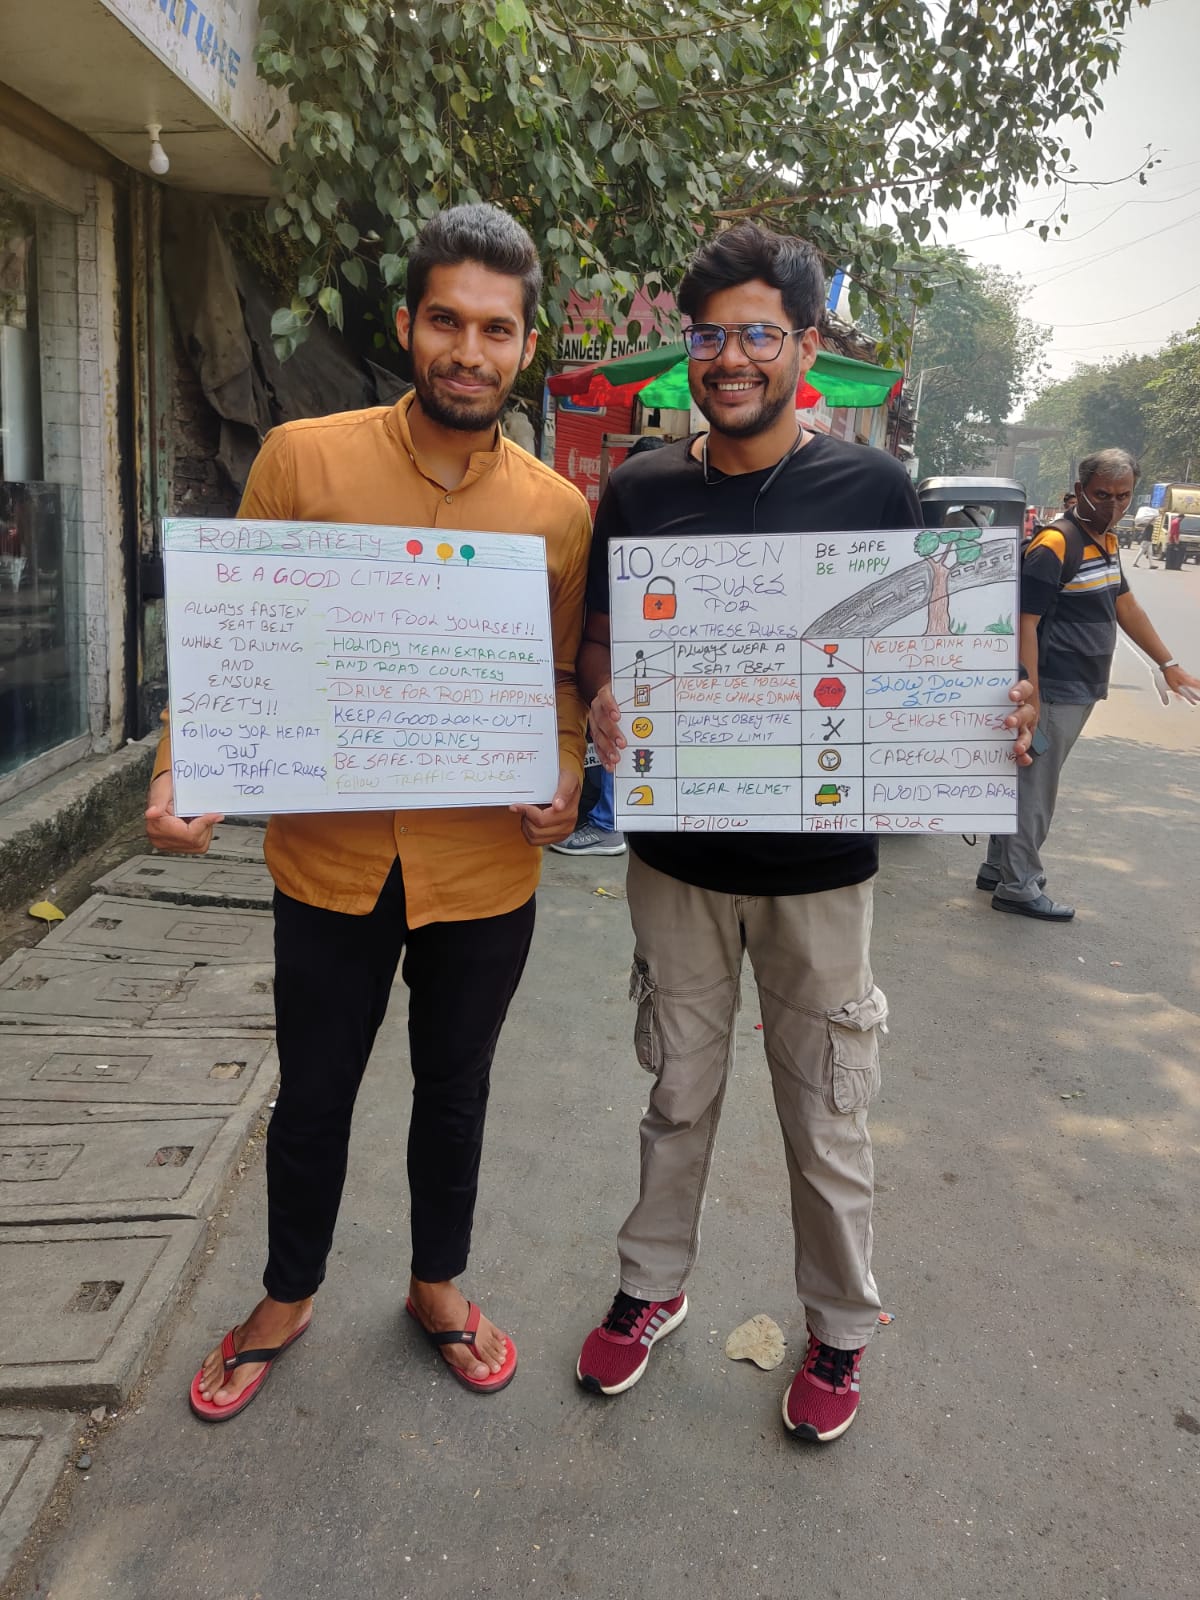 ROAD SAFETY
BE A GOOD CITIZEN!
ALWAYS FASTEN
SEAT BELT
WHILE DRIVING
AND
ENSURE
SAFETY!!
FOLLOW YOR HEART
BUT
FOLLOW TRAFFIC RULES
TOO
DON'T FOOL YOURSELF!!
HOLIDAY MEAN EXTRA CARE....
AND ROAD COURTESY
DRIVE FOR ROAD HAPPINESS
KEEP A GOOD LOOK-OUT!
SAFE JOURNEY
BE SAFE. DRIVE SMART.
FOLLOW TRAFFIC RULES.
10 GOLDEN
RULES
FOR
LOCK THESE RULES
BE SAFE
BE HAPPY
ALWAYS WEAR A
SEAT BELT
NEVER DRINK AND
DRIVE
NEVER USE MOBILE
PHONE WHILE DRIVIN
STOP
SLOW DOWN ON
STOP
50
ALWAYS OBEY THE
SPEED LIMIT
VEHICLE FITNESS
CAREFUL DRIVING
WEAR HELMET
AVOID ROAD RAGE
FOLLOW TRAFFIC RULE
SANDEEP